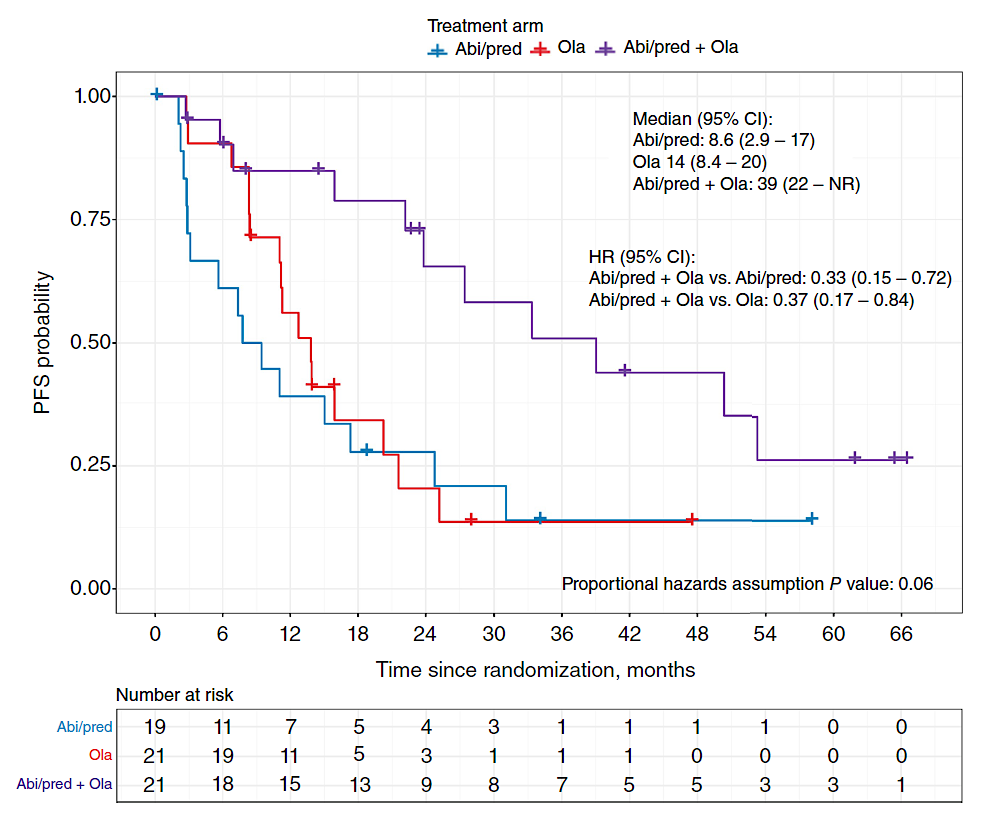 Treatment arm
Abi/pred Ola Abi/pred + Ola
1.00
0.75
0.50
0.25
0.00
PFS probability
Median (95% CI):
Abi/pred: 8.6 (2.9 – 17)
Ola 14 (8.4 – 20)
Abi/pred + Ola: 39 (22 – NR)
HR (95% CI):
Abi/pred + Ola vs. Abi/pred: 0.33 (0.15 – 0.72)
Abi/pred + Ola vs. Ola: 0.37 (0.17 – 0.84)
Proportional hazards assumption P value: 0.06
0 6 12 18 24 30 36 42 48 54 60 66
Time since randomization, months
Number at risk
Abi/pred 19 11 7 5 4 3 1 1 1 1 0 0
Ola 21 19 11 5 3 1 1 1 0 0 0 0
Abi/pred + Ola 21 18 15 13 9 8 7 5 5 3 3 1